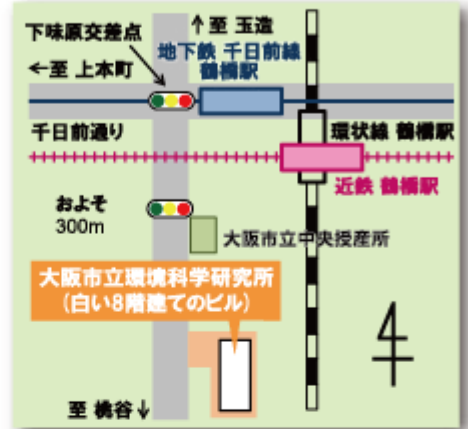 ↑至 玉造
下味原交差点
地下鉄 千日前線
鶴橋駅
←至 上本町
千日前通り
環状線 鶴橋駅
近鉄 鶴橋駅
およそ
300m
大阪市立中央授産所
大阪市立環境科学研究所
(白い8階建てのビル)
至 桃谷↓